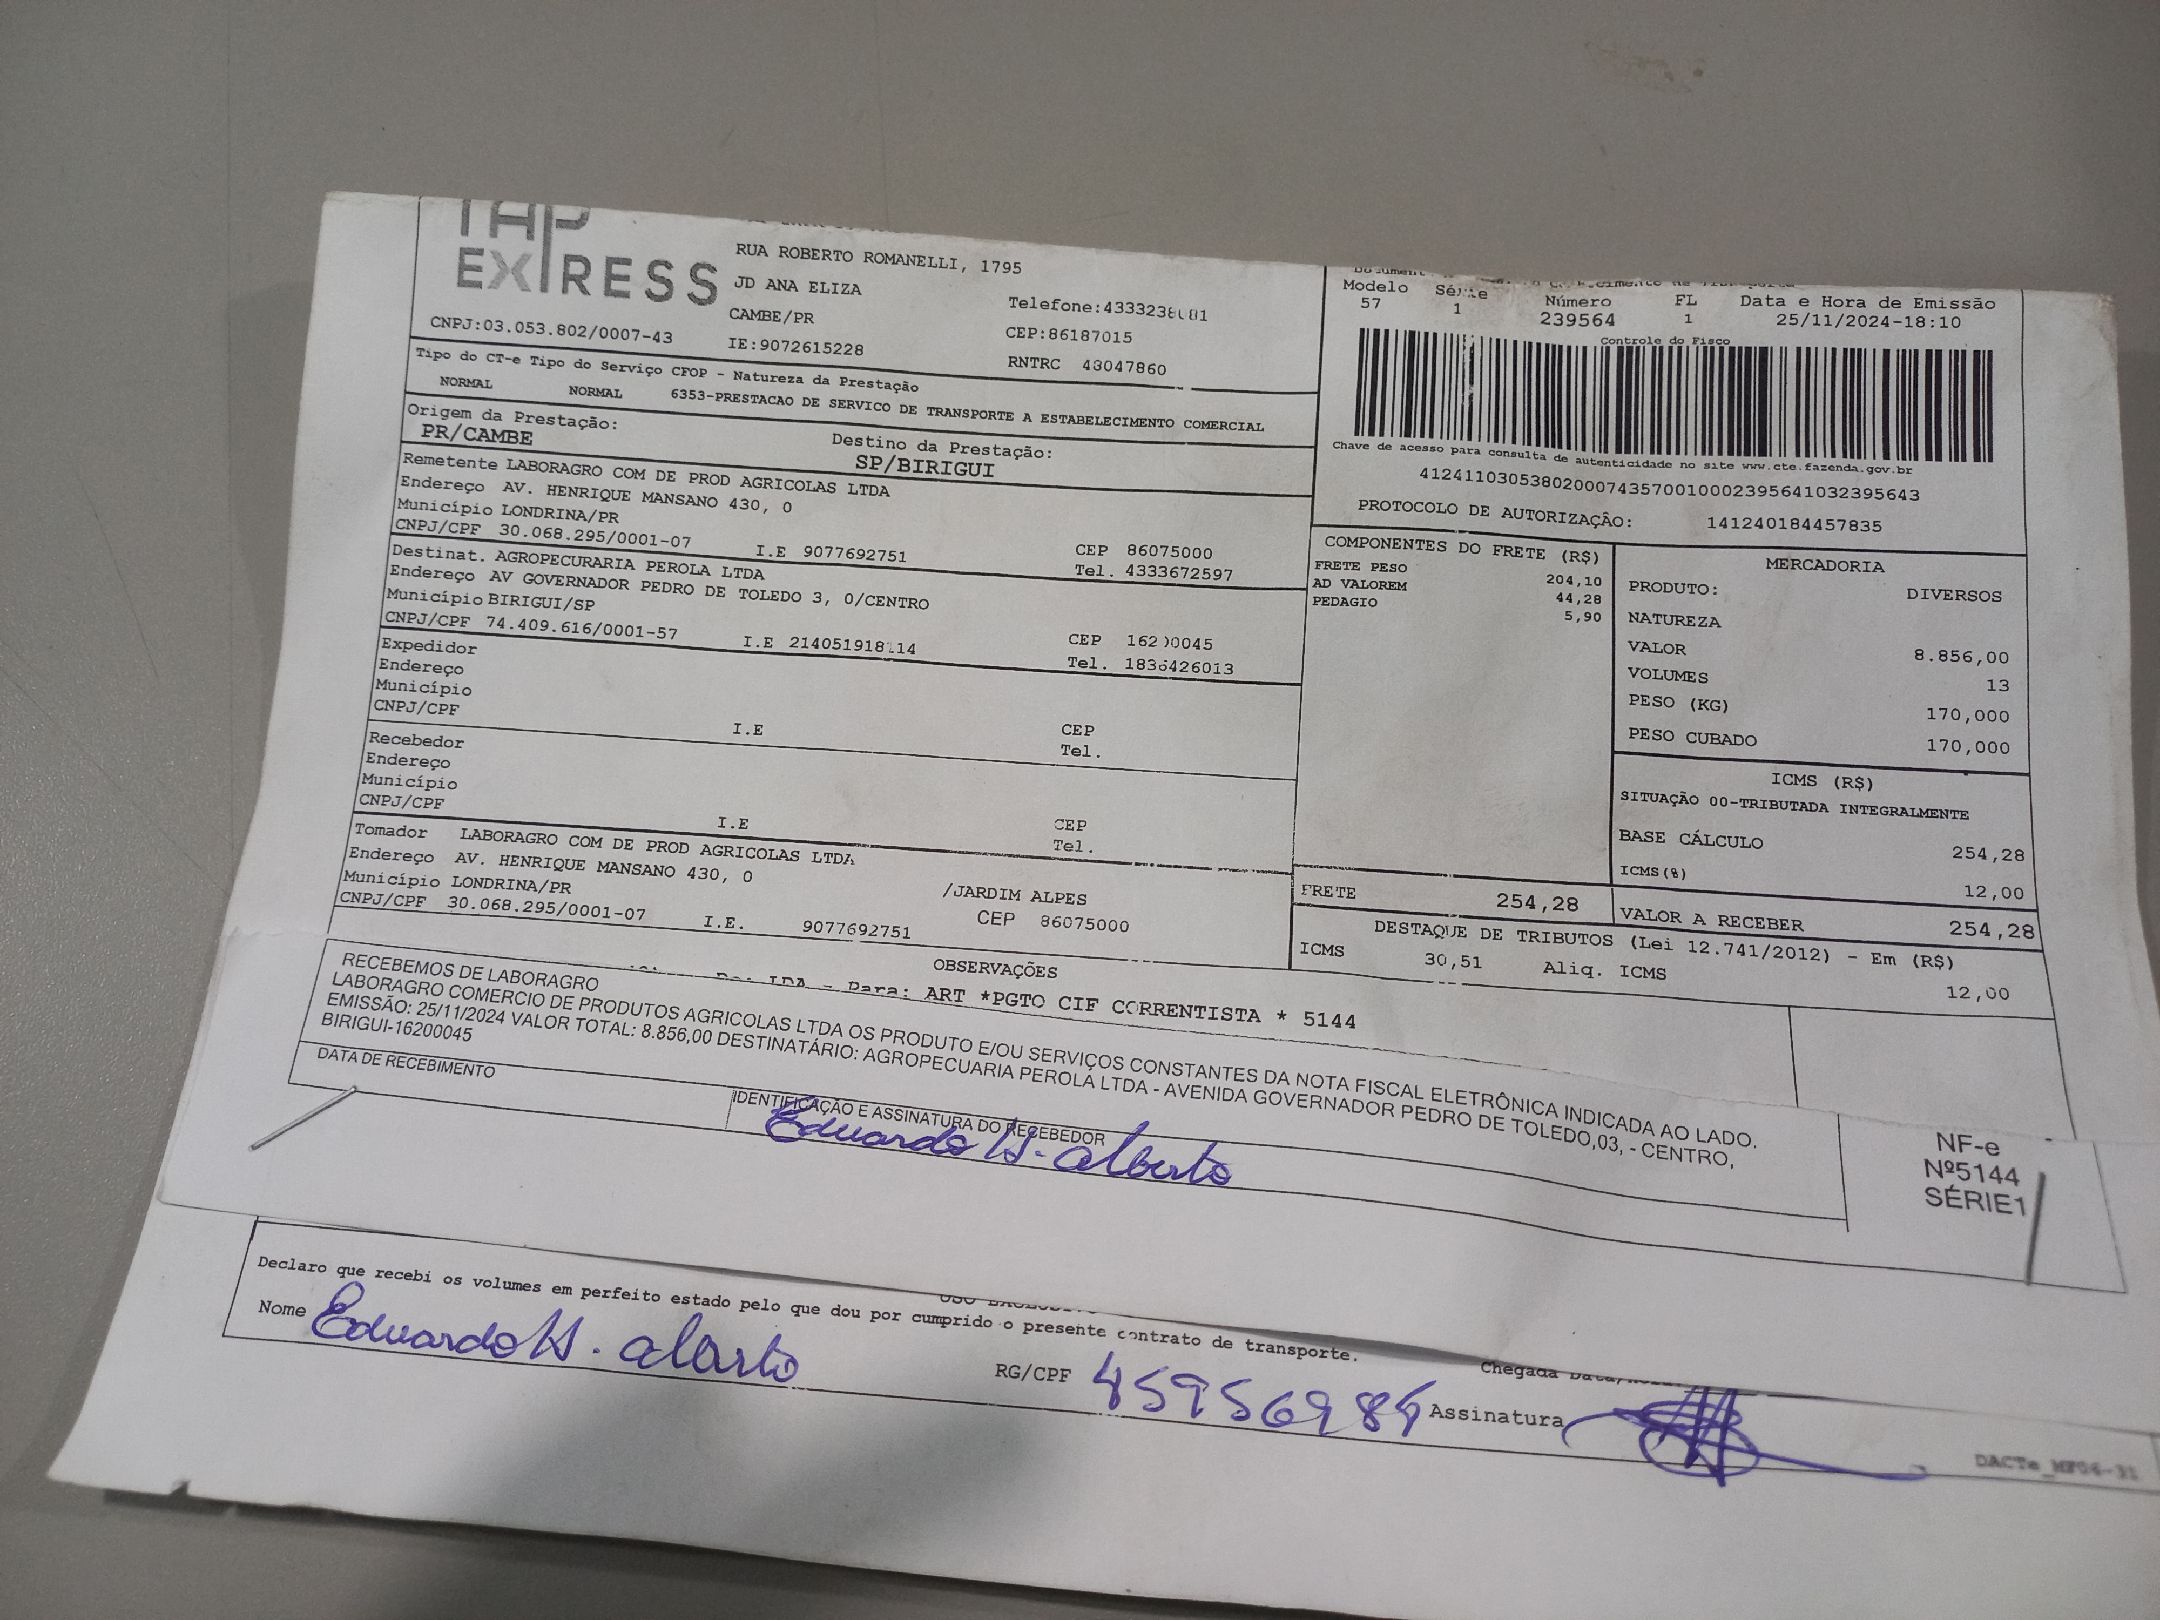 TAP
EXPRESS
CNPJ:03.053.802/0007-43
RUA ROBERTO ROMANELLI, 1795
JD ANA ELIZA
CAMBE/PR
IE:9072615228
CEP:86187015
RNTRC 43047860
Modelo Série Número FL Data e Hora de Emissão
57 1 239564 1 25/11/2024-18:10
Controle do Fisco
Chave de acesso para consulta de autenticidade no site www.cte.fazenda.gov.br
41241103053802000743570010002395641032395643
PROTOCOLO DE AUTORIZAÇÃO: 141240184457835
Tipo do CT-e Tipo do Serviço CFOP - Natureza da Prestação
NORMAL NORMAL 6353-PRESTACAO DE SERVICO DE TRANSPORTE A ESTABELECIMENTO COMERCIAL
Origem da Prestação: Destino da Prestação:
PR/CAMBE SP/BIRIGUI
Remetente LABORAGRO COM DE PROD AGRICOLAS LTDA
Endereço AV. HENRIQUE MANSANO 430, 0
Município LONDRINA/PR CEP 86075000
CNPJ/CPF 30.068.295/0001-07 I.E 9077692751 Tel. 4333672597
Destinat. AGROPECURARIA PEROLA LTDA
Endereço AV GOVERNADOR PEDRO DE TOLEDO 3, 0/CENTRO
Município BIRIGUI/SP CEP
CNPJ/CPF 74.409.616/0001-57 I.E Tel.
Expedidor
Endereço
Município CEP
CNPJ/CPF I.E Tel.
Recebedor
Endereço
Município CEP
CNPJ/CPF I.E Tel.
Tomador LABORAGRO COM DE PROD AGRICOLAS LTDA
Endereço AV. HENRIQUE MANSANO 430, 0 /JARDIM ALPES
Município LONDRINA/PR CEP 86075000
CNPJ/CPF 30.068.295/0001-07 I.E. 9077692751
COMPONENTES DO FRETE (R$)
FRETE PESO 204,10
AD VALOREM 44,28
PEDAGIO 5,90
FRETE 254,28
MERCADORIA
PRODUTO: DIVERSOS
NATUREZA
VALOR 8.856,00
VOLUMES 13
PESO (KG) 170,000
PESO CUBADO 170,000
ICMS (R$)
SITUAÇÃO 00-TRIBUTADA INTEGRALMENTE
BASE CÁLCULO 254,28
ICMS(%) 12,00
VALOR A RECEBER 254,28
DESTAQUE DE TRIBUTOS (Lei 12.741/2012) - Em (R$)
ICMS 30,51 Aliq. ICMS 12,00
OBSERVAÇÕES
Para: ART *PGTO CIF CORRENTISTA * 5144
RECEBEMOS DE LABORAGRO
LABORAGRO COMERCIO DE PRODUTOS AGRICOLAS LTDA OS PRODUTO E/OU SERVIÇOS CONSTANTES DA NOTA FISCAL ELETRÔNICA INDICADA AO LADO.
EMISSÃO: 25/11/2024 VALOR TOTAL: 8.856,00 DESTINATÁRIO: AGROPECUARIA PEROLA LTDA - AVENIDA GOVERNADOR PEDRO DE TOLEDO,03, - CENTRO,
BIRIGUI-16200045
DATA DE RECEBIMENTO
IDENTIFICAÇÃO E ASSINATURA DO RECEBEDOR
Eduardo H. Alberto
NF-e
Nº5144
SÉRIE1
Declaro que recebi os volumes em perfeito estado pelo que dou por cumprido o presente contrato de transporte.
Nome Eduardo H. Alberto RG/CPF Assinatura
Chegada